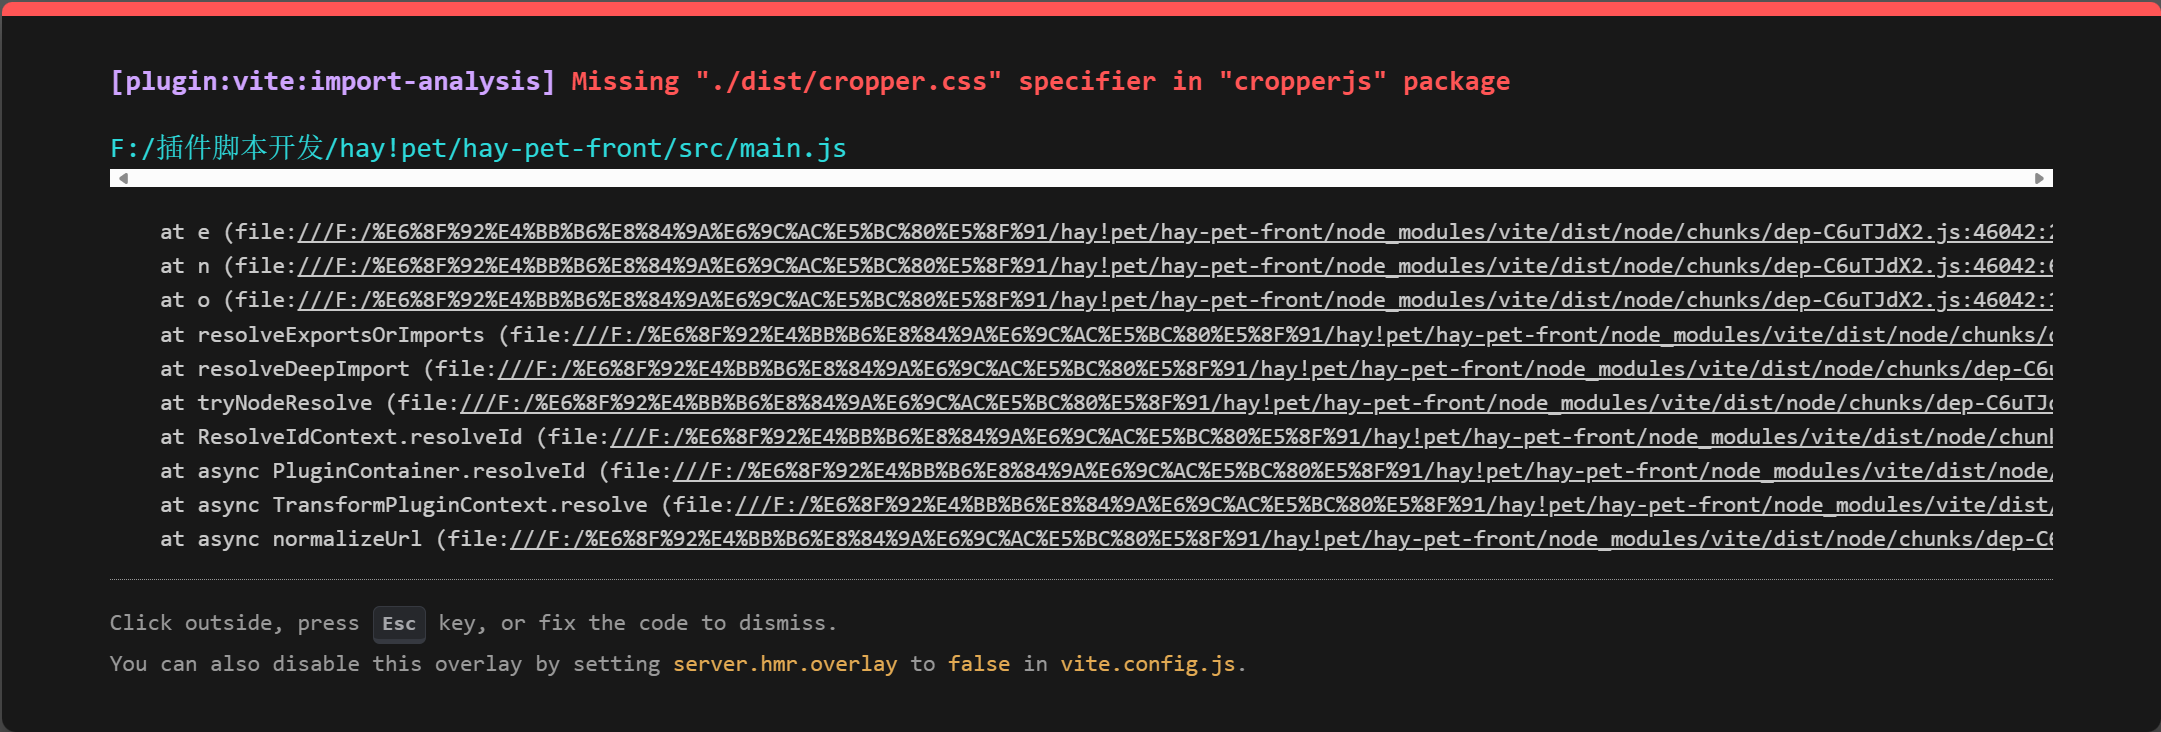 [plugin:vite:import-analysis] Missing "./dist/cropper.css" specifier in "cropperjs" package
F:/插件脚本开发/hay!pet/hay-pet-front/src/main.js
at e (file:///F:/%E6%8F%92%E4%BB%B6%E8%84%9A%E6%9C%AC%E5%BC%80%E5%8F%91/hay!pet/hay-pet-front/node_modules/vite/dist/node/chunks/dep-C6uTJdX2.js:46042:2
at n (file:///F:/%E6%8F%92%E4%BB%B6%E8%84%9A%E6%9C%AC%E5%BC%80%E5%8F%91/hay!pet/hay-pet-front/node_modules/vite/dist/node/chunks/dep-C6uTJdX2.js:46042:6
at o (file:///F:/%E6%8F%92%E4%BB%B6%E8%84%9A%E6%9C%AC%E5%BC%80%E5%8F%91/hay!pet/hay-pet-front/node_modules/vite/dist/node/chunks/dep-C6uTJdX2.js:46042:1
at resolveExportsOrImports (file:///F:/%E6%8F%92%E4%BB%B6%E8%84%9A%E6%9C%AC%E5%BC%80%E5%8F%91/hay!pet/hay-pet-front/node_modules/vite/dist/node/chunks/d
at resolveDeepImport (file:///F:/%E6%8F%92%E4%BB%B6%E8%84%9A%E6%9C%AC%E5%BC%80%E5%8F%91/hay!pet/hay-pet-front/node_modules/vite/dist/node/chunks/dep-C6u
at tryNodeResolve (file:///F:/%E6%8F%92%E4%BB%B6%E8%84%9A%E6%9C%AC%E5%BC%80%E5%8F%91/hay!pet/hay-pet-front/node_modules/vite/dist/node/chunks/dep-C6uTJd
at ResolveIdContext.resolveId (file:///F:/%E6%8F%92%E4%BB%B6%E8%84%9A%E6%9C%AC%E5%BC%80%E5%8F%91/hay!pet/hay-pet-front/node_modules/vite/dist/node/chunk
at async PluginContainer.resolveId (file:///F:/%E6%8F%92%E4%BB%B6%E8%84%9A%E6%9C%AC%E5%BC%80%E5%8F%91/hay!pet/hay-pet-front/node_modules/vite/dist/node/
at async TransformPluginContext.resolve (file:///F:/%E6%8F%92%E4%BB%B6%E8%84%9A%E6%9C%AC%E5%BC%80%E5%8F%91/hay!pet/hay-pet-front/node_modules/vite/dist/
at async normalizeUrl (file:///F:/%E6%8F%92%E4%BB%B6%E8%84%9A%E6%9C%AC%E5%BC%80%E5%8F%91/hay!pet/hay-pet-front/node_modules/vite/dist/node/chunks/dep-C6
Click outside, press Esc key, or fix the code to dismiss.
You can also disable this overlay by setting server.hmr.overlay to false in vite.config.js.